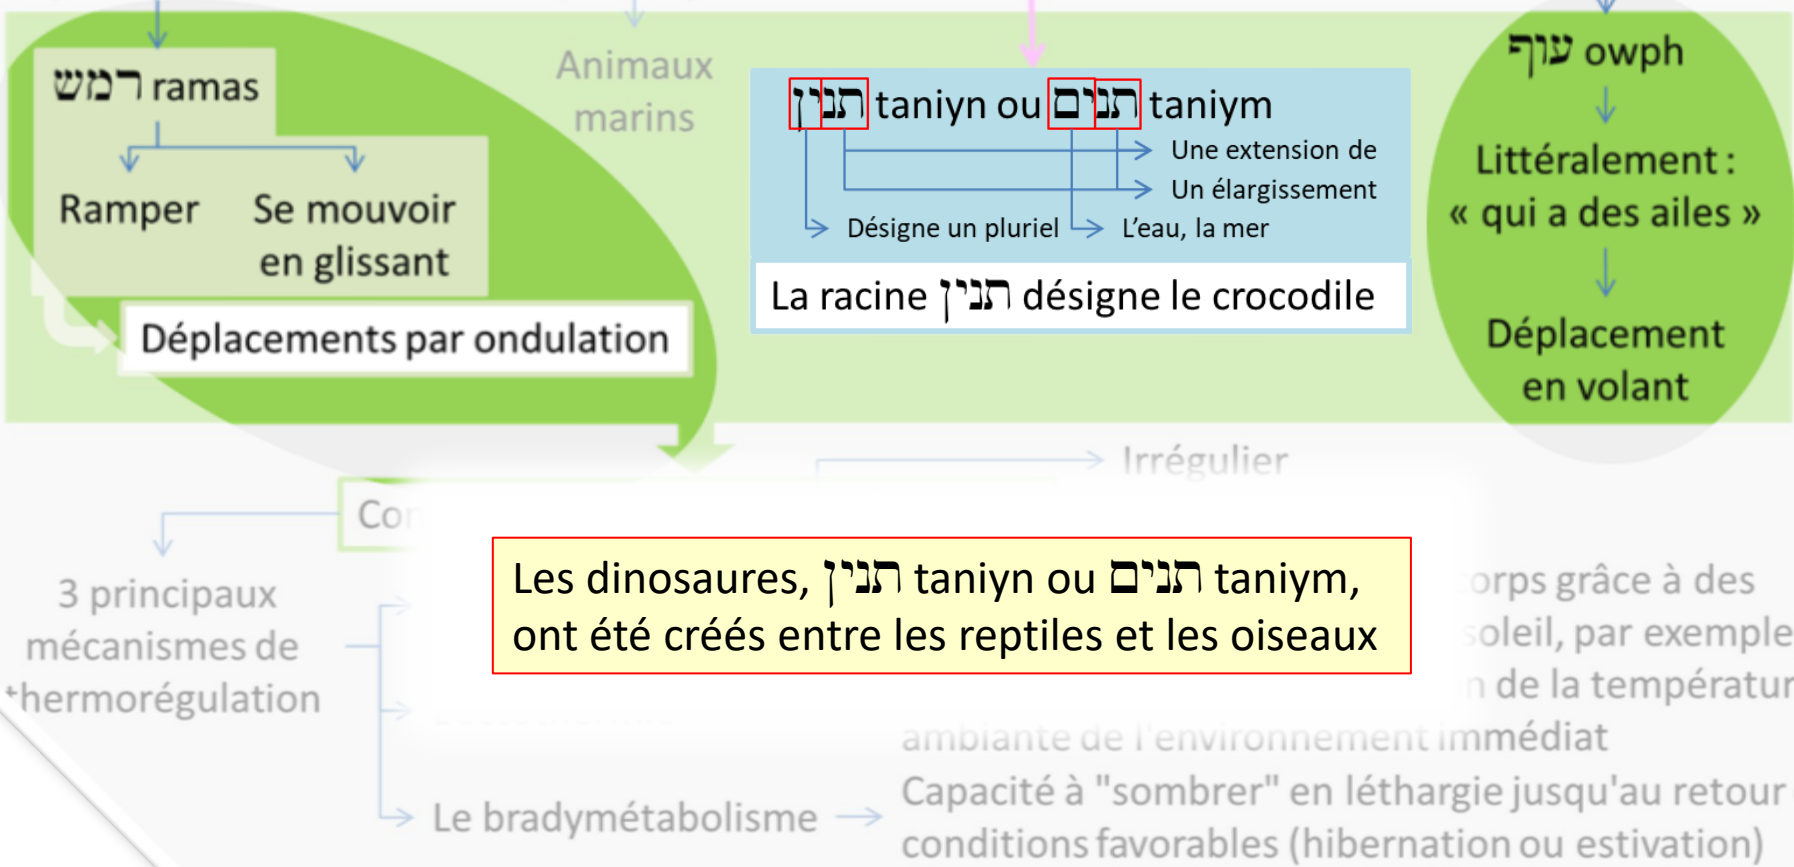 רמש ramas
Ramper
Se mouvoir
en glissant
Déplacements par ondulation
Animaux
marins
תנין taniyn ou תנים taniym
Une extension de
Un élargissement
Désigne un pluriel
L'eau, la mer
La racine תנין désigne le crocodile
עוף owph
Littéralement :
« qui a des ailes »
Déplacement
en volant
Irrégulier
Les dinosaures, תנין taniyn ou תנים taniym,
ont été créés entre les reptiles et les oiseaux
3 principaux
mécanismes de
thermorégulation
orps grâce à des
soleil, par exemple
n de la températur
ambiante de l'environnement immédiat
Le bradymétabolisme
Capacité à "sombrer" en léthargie jusqu'au retour
conditions favorables (hibernation ou estivation)